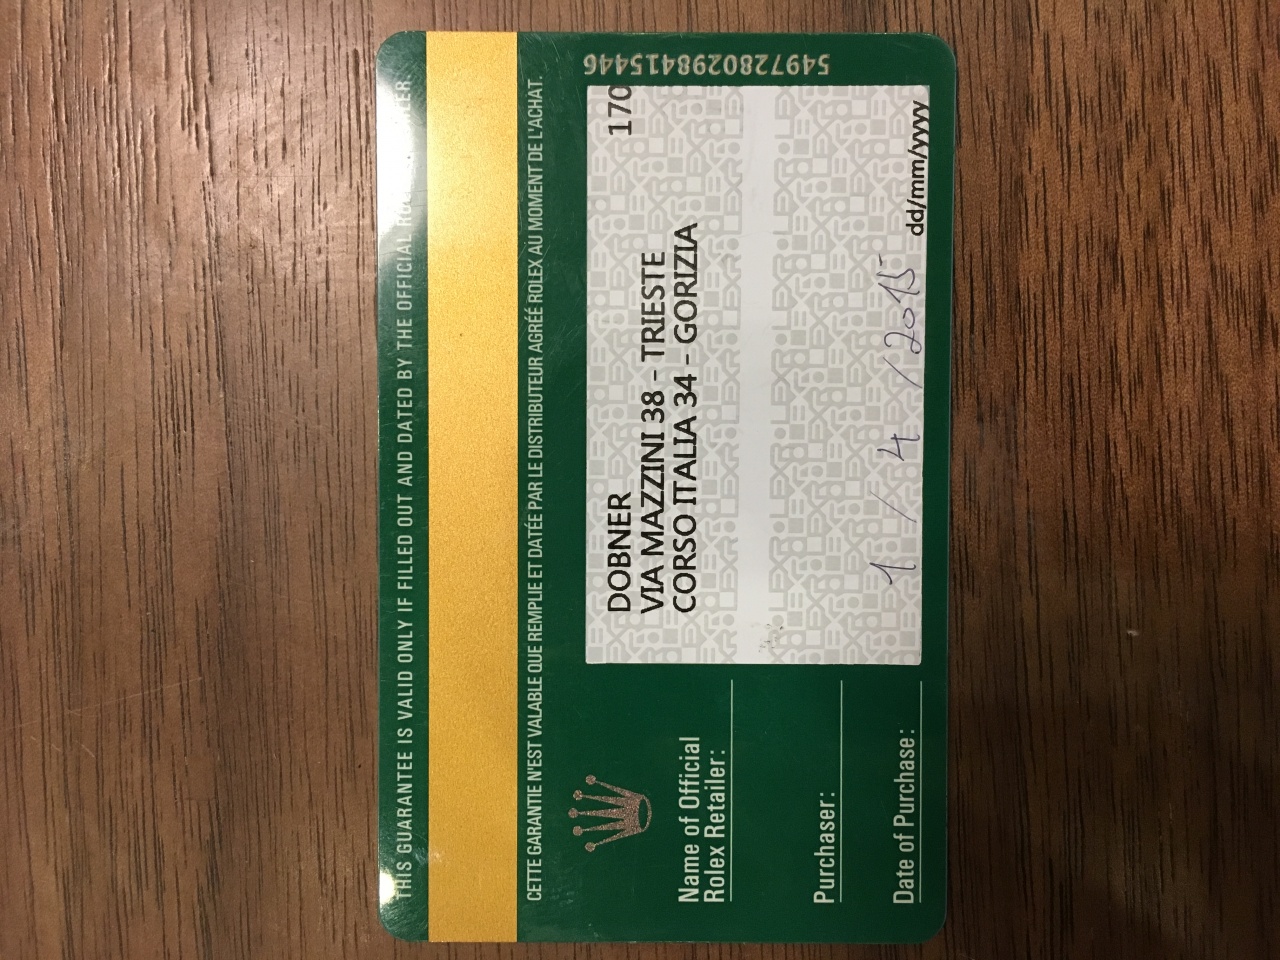 THIS GUARANTEE IS VALID ONLY IF FILLED OUT AND DATED BY THE OFFICIAL
CETTE GARANTIE N'EST VALABLE QUE REMPLIE ET DATÉE PAR LE DISTRIBUTEUR AGRÉÉ ROLEX AU MOMENT DE L'ACHAT.
5497280298415446
DOBNER 170
VIA MAZZINI 38 - TRIESTE
CORSO ITALIA 34 - GORIZIA
Name of Official
Rolex Retailer:
Purchaser:
Date of Purchase: 1 / 4 / 2015 dd/mm/yyyy